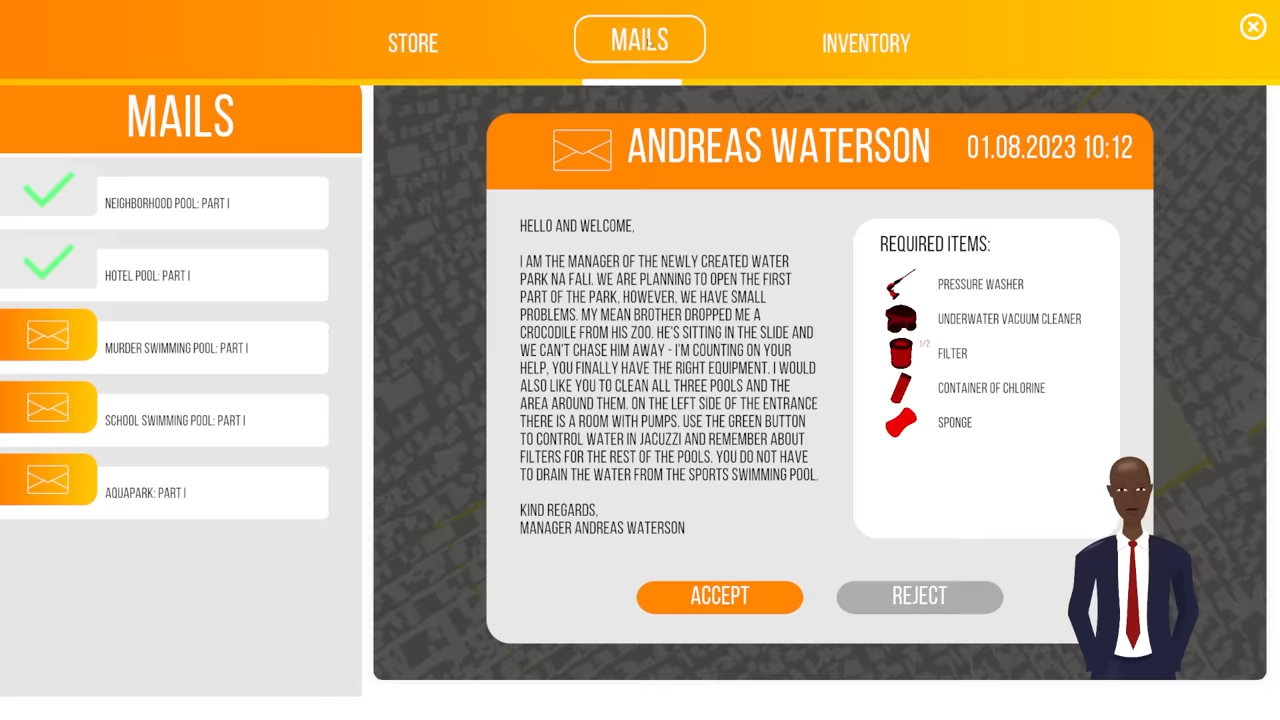 STORE
MAILS
INVENTORY
MAILS
NEIGHBORHOOD POOL: PART I
HOTEL POOL: PART I
MURDER SWIMMING POOL: PART I
SCHOOL SWIMMING POOL: PART I
AQUAPARK: PART I
ANDREAS WATERSON
01.08.2023 10:12
HELLO AND WELCOME,
I AM THE MANAGER OF THE NEWLY CREATED WATER
PARK NA FALI. WE ARE PLANNING TO OPEN THE FIRST
PART OF THE PARK, HOWEVER, WE HAVE SMALL
PROBLEMS. MY MEAN BROTHER DROPPED ME A
CROCODILE FROM HIS ZOO. HE'S SITTING IN THE SLIDE AND
WE CAN'T CHASE HIM AWAY - I'M COUNTING ON YOUR
HELP, YOU FINALLY HAVE THE RIGHT EQUIPMENT. I WOULD
ALSO LIKE YOU TO CLEAN ALL THREE POOLS AND THE
AREA AROUND THEM. ON THE LEFT SIDE OF THE ENTRANCE
THERE IS A ROOM WITH PUMPS. USE THE GREEN BUTTON
TO CONTROL WATER IN JACUZZI AND REMEMBER ABOUT
FILTERS FOR THE REST OF THE POOLS. YOU DO NOT HAVE
TO DRAIN THE WATER FROM THE SPORTS SWIMMING POOL.
KIND REGARDS,
MANAGER ANDREAS WATERSON
REQUIRED ITEMS:
PRESSURE WASHER
UNDERWATER VACUUM CLEANER
1/2
FILTER
CONTAINER OF CHLORINE
SPONGE
ACCEPT
REJECT